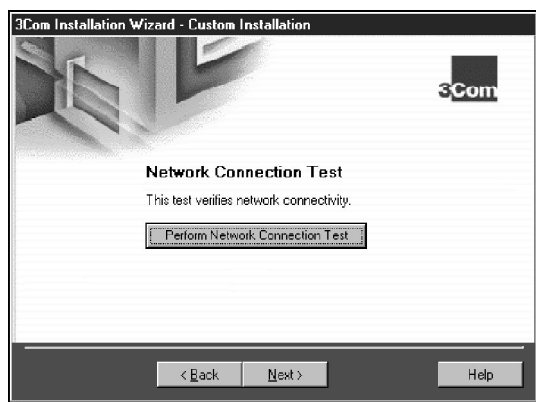 3Com Installation Wizard - Custom Installation
3Com
Network Connection Test
This test verifies network connectivity.
Perform Network Connection Test
< Back
Next >
Help